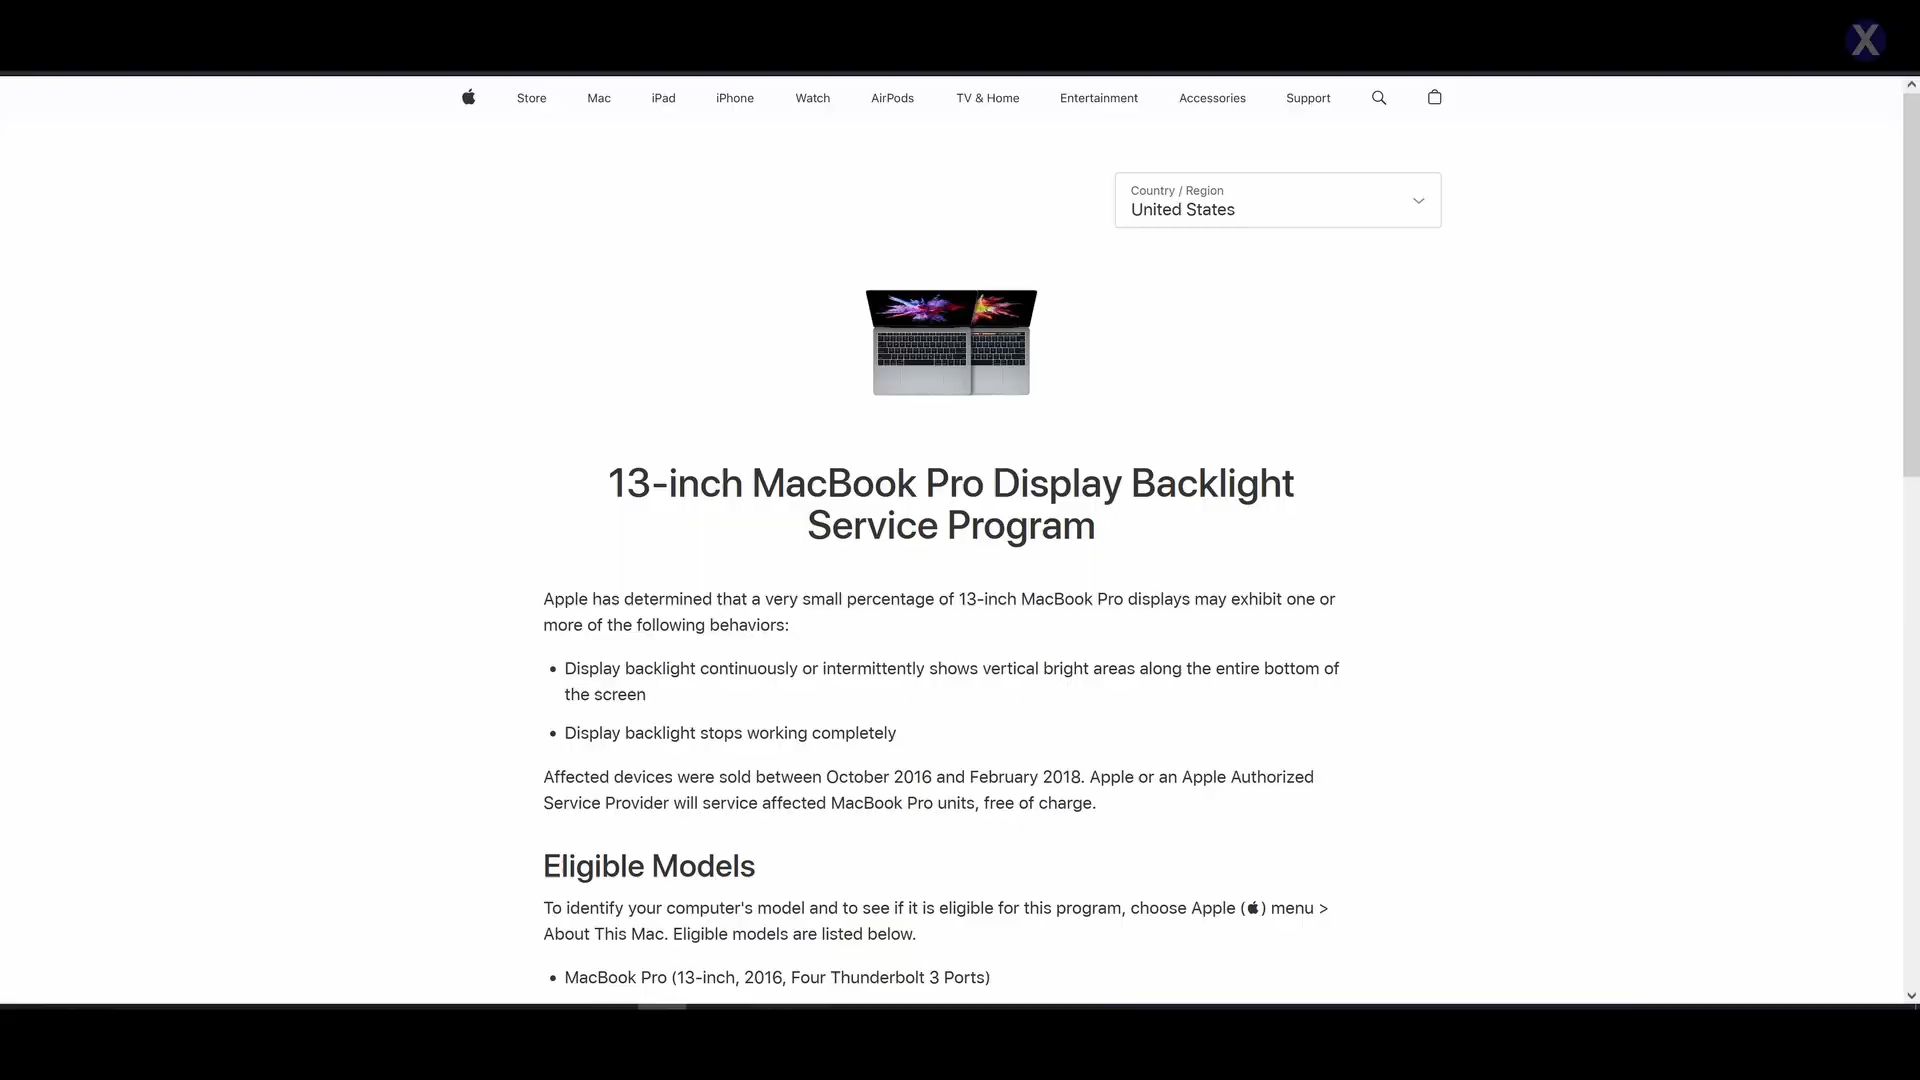 X
Store Mac iPad iPhone Watch AirPods TV & Home Entertainment Accessories Support
Country / Region
United States
13-inch MacBook Pro Display Backlight
Service Program
Apple has determined that a very small percentage of 13-inch MacBook Pro displays may exhibit one or
more of the following behaviors:
• Display backlight continuously or intermittently shows vertical bright areas along the entire bottom of
the screen
• Display backlight stops working completely
Affected devices were sold between October 2016 and February 2018. Apple or an Apple Authorized
Service Provider will service affected MacBook Pro units, free of charge.
Eligible Models
To identify your computer's model and to see if it is eligible for this program, choose Apple () menu >
About This Mac. Eligible models are listed below.
• MacBook Pro (13-inch, 2016, Four Thunderbolt 3 Ports)